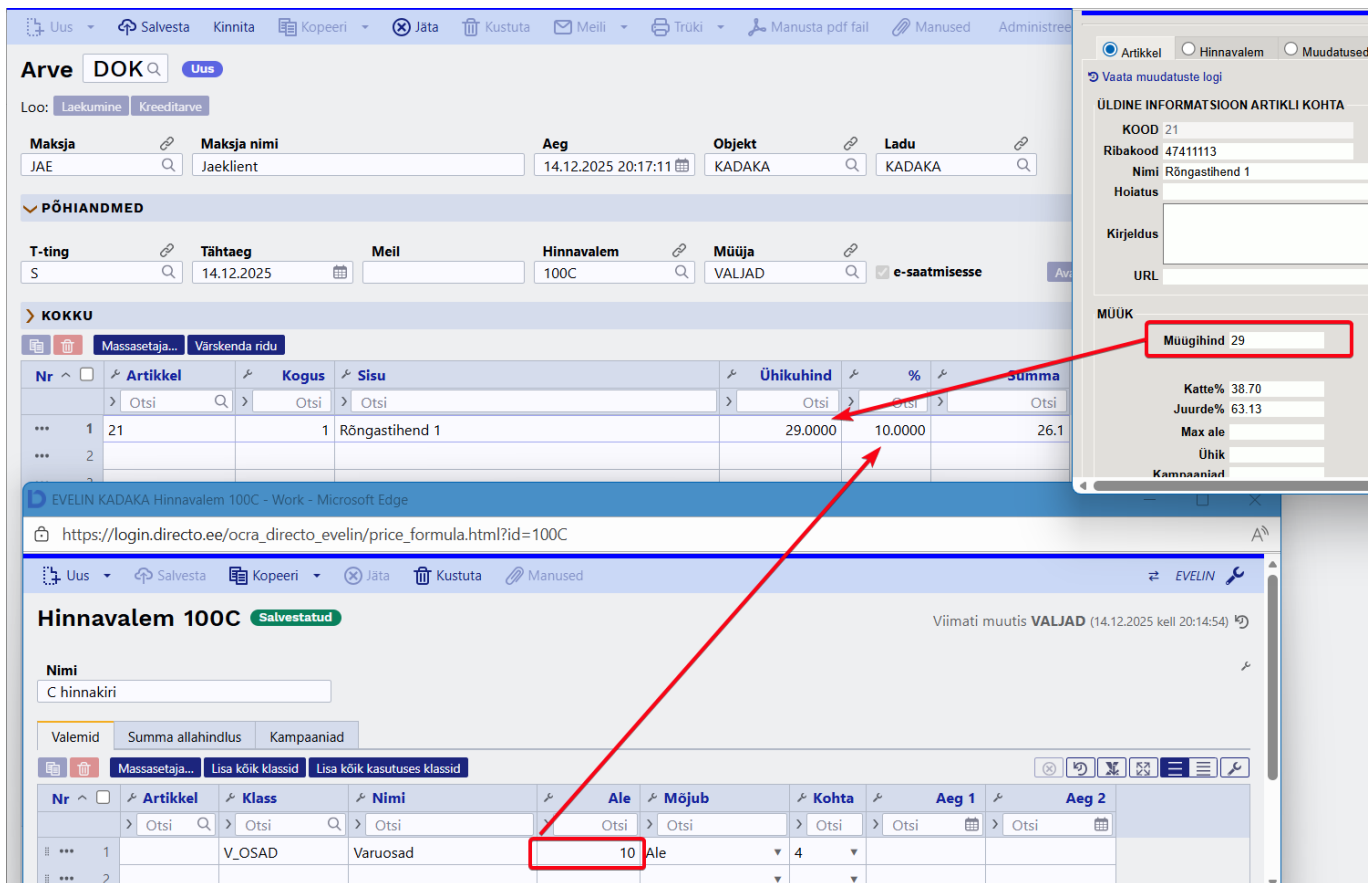 Uus Salvesta Kinnita Kopeeri Jäta Kustuta Meili Trüki Manusta pdf fail Manused Administree
Arve DOK Uus
Loo: Laekumine Kreeditarve
Maksja Maksja nimi Aeg Objekt Ladu
JAE Jaeklient 14.12.2025 20:17:11 KADAKA KADAKA
PÕHIANDMED
T-ting Tähtaeg Meil Hinnavalem Müüja
S 14.12.2025 100C VALJAD e-saatmisesse Ava
KOKKU
Massasetaja... Värskenda ridu
Nr Artikkel Kogus Sisu Ühikuhind % Summa
Otsi Otsi Otsi Otsi Otsi Otsi
1 21 1 Rõngastihend 1 29.0000 10.0000 26.1
2
Artikkel Hinnavalem Muudatused
Vaata muudatuste logi
ÜLDINE INFORMATSIOON ARTIKLI KOHTA
KOOD 21
Ribakood 47411113
Nimi Rõngastihend 1
Hoiatus
Kirjeldus
URL
MÜÜK
Müügihind 29
Katte% 38.70
Juurde% 63.13
Max ale
Ühik
Kampaaniad
EVELIN KADAKA Hinnavalem 100C - Work - Microsoft Edge
https://login.directo.ee/ocra_directo_evelin/price_formula.html?id=100C
Uus Salvesta Kopeeri Jäta Kustuta Manused EVELIN
Hinnavalem 100C Salvestatud Viimati muutis VALJAD (14.12.2025 kell 20:14:54)
Nimi
C hinnakiri
Valemid Summa allahindlus Kampaaniad
Massasetaja... Lisa kõik klassid Lisa kõik kasutuses klassid
Nr Artikkel Klass Nimi Ale Mõjub Kohta Aeg 1 Aeg 2
Otsi Otsi Otsi Otsi Otsi Otsi Otsi Otsi
1 V_OSAD Varuosad 10 Ale 4
2